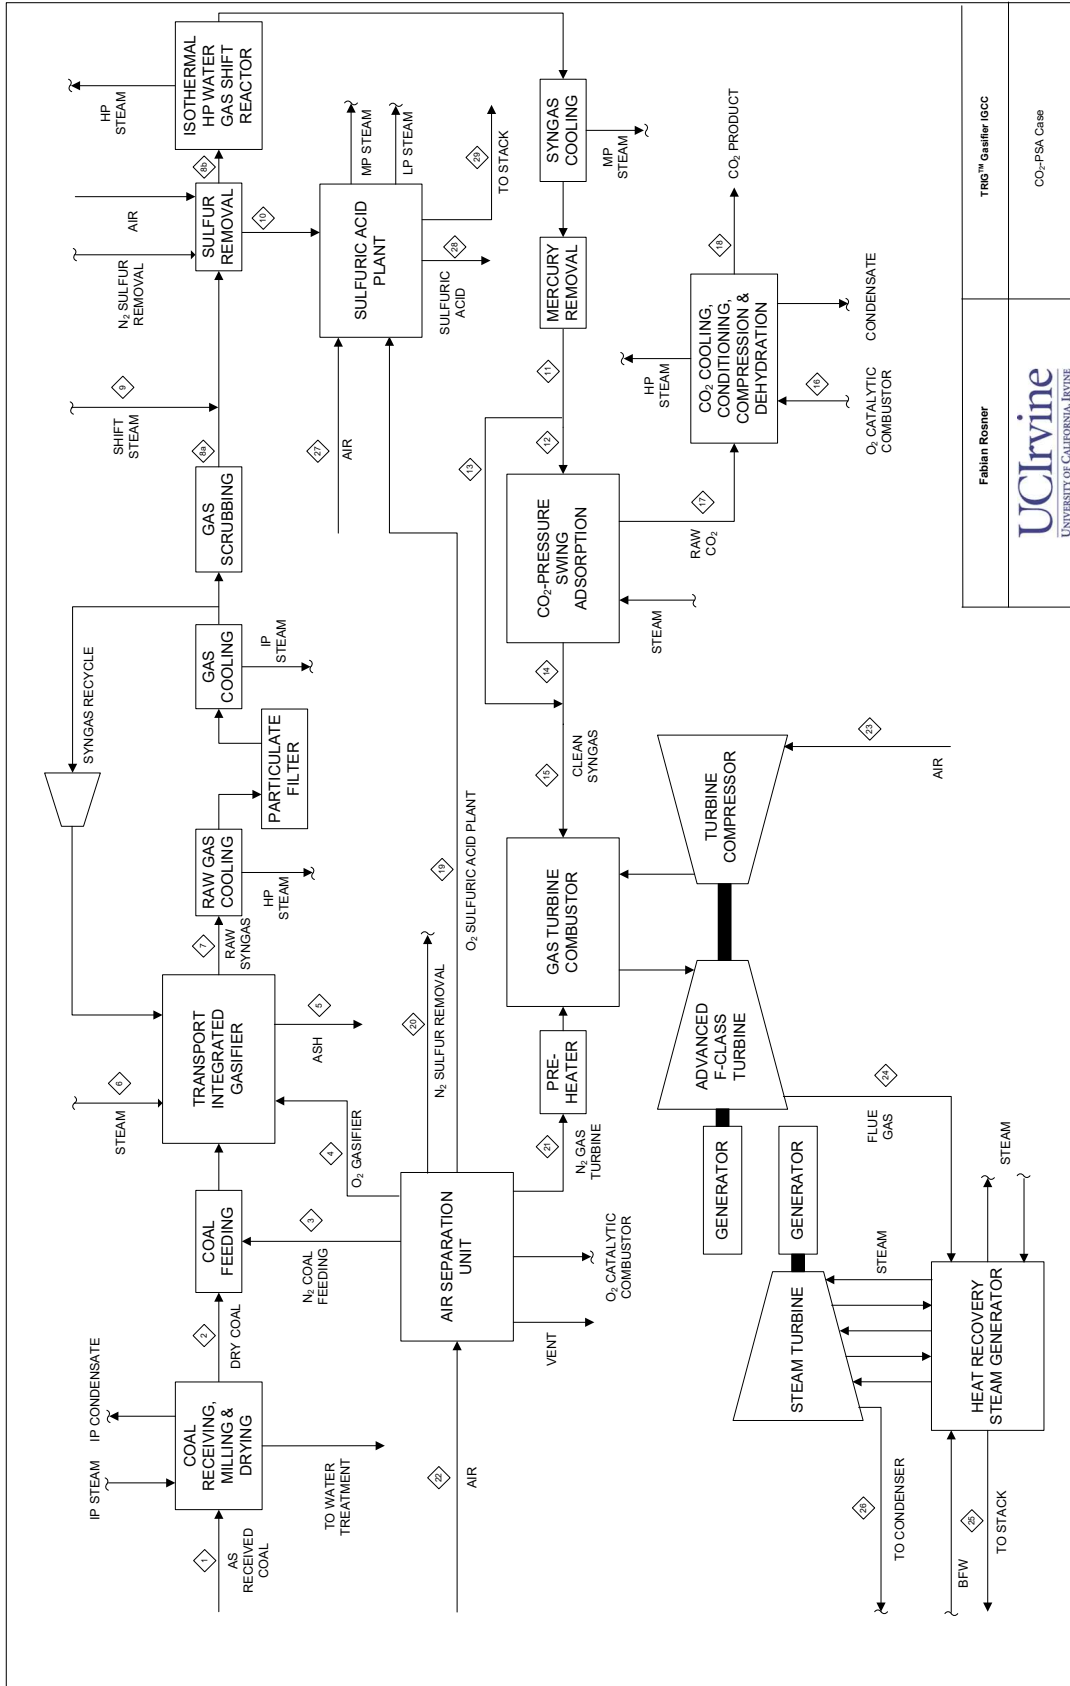 1
AS
RECEIVED
COAL
IP STEAM
IP CONDENSATE
COAL
RECEIVING,
MILLING &
DRYING
TO WATER
TREATMENT
2
DRY COAL
COAL
FEEDING
3
N2 COAL
FEEDING
4
O2 GASIFIER
6
STEAM
TRANSPORT
INTEGRATED
GASIFIER
5
ASH
7
RAW
SYNGAS
SYNGAS RECYCLE
RAW GAS
COOLING
HP
STEAM
PARTICULATE
FILTER
GAS
COOLING
IP
STEAM
GAS
SCRUBBING
8a
9
SHIFT
STEAM
N2 SULFUR
REMOVAL
AIR
SULFUR
REMOVAL
8b
10
HP
STEAM
ISOTHERMAL
HP WATER
GAS SHIFT
REACTOR
27
AIR
SULFURIC ACID
PLANT
MP STEAM
LP STEAM
29
TO STACK
28
SULFURIC
ACID
22
AIR
AIR SEPARATION
UNIT
VENT
O2 CATALYTIC
COMBUSTOR
20
N2 SULFUR REMOVAL
19
O2 SULFURIC ACID PLANT
21
N2 GAS
TURBINE
PRE-
HEATER
GAS TURBINE
COMBUSTOR
15
CLEAN
SYNGAS
14
13
CO2-PRESSURE
SWING
ADSORPTION
STEAM
12
11
MERCURY
REMOVAL
SYNGAS
COOLING
MP
STEAM
RAW
CO2
17
HP
STEAM
CO2 COOLING,
CONDITIONING,
COMPRESSION &
DEHYDRATION
18
CO2 PRODUCT
16
O2 CATALYTIC
COMBUSTOR
CONDENSATE
GENERATOR
ADVANCED
F-CLASS
TURBINE
TURBINE
COMPRESSOR
23
AIR
24
FLUE
GAS
GENERATOR
STEAM TURBINE
STEAM
26
TO CONDENSER
BFW
25
TO STACK
HEAT RECOVERY
STEAM GENERATOR
STEAM
Fabian Rosner
TRIG™ Gasifier IGCC
UCIrvine
UNIVERSITY OF CALIFORNIA, IRVINE
CO2-PSA Case